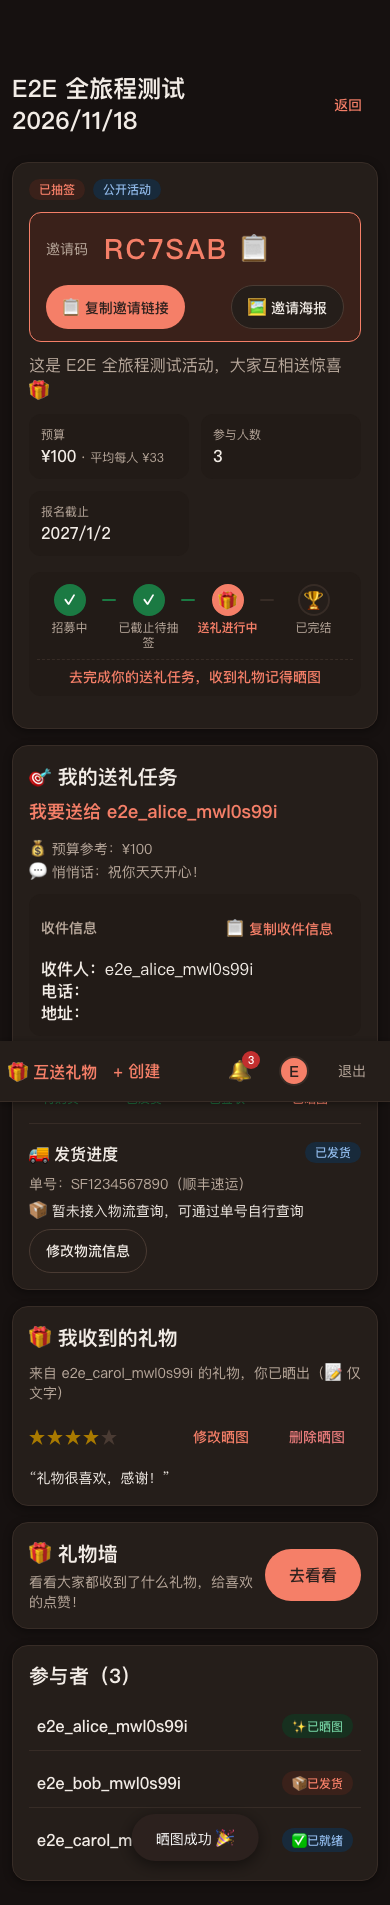 E2E 全旅程测试
2026/11/18
返回
已抽签
公开活动
邀请码 RC7SAB
复制邀请链接
邀请海报
这是 E2E 全旅程测试活动，大家互相送惊喜
预算
¥100 · 平均每人 ¥33
参与人数
3
报名截止
2027/1/2
招募中
已截止待抽
签
送礼进行中
已完结
去完成你的送礼任务，收到礼物记得晒图
我的送礼任务
我要送给 e2e_alice_mwl0s99i
预算参考：¥100
悄悄话：祝你天天开心！
收件信息
复制收件信息
收件人：e2e_alice_mwl0s99i
电话：
地址：
互送礼物
+ 创建
3
E
退出
发货进度
已发货
单号：SF1234567890（顺丰速运）
暂未接入物流查询，可通过单号自行查询
修改物流信息
我收到的礼物
来自 e2e_carol_mwl0s99i 的礼物，你已晒出（仅
文字）
修改晒图
删除晒图
“礼物很喜欢，感谢！”
礼物墙
看看大家都收到了什么礼物，给喜欢
的点赞！
去看看
参与者（3）
e2e_alice_mwl0s99i
已晒图
e2e_bob_mwl0s99i
已发货
e2e_carol_m
晒图成功
已就绪